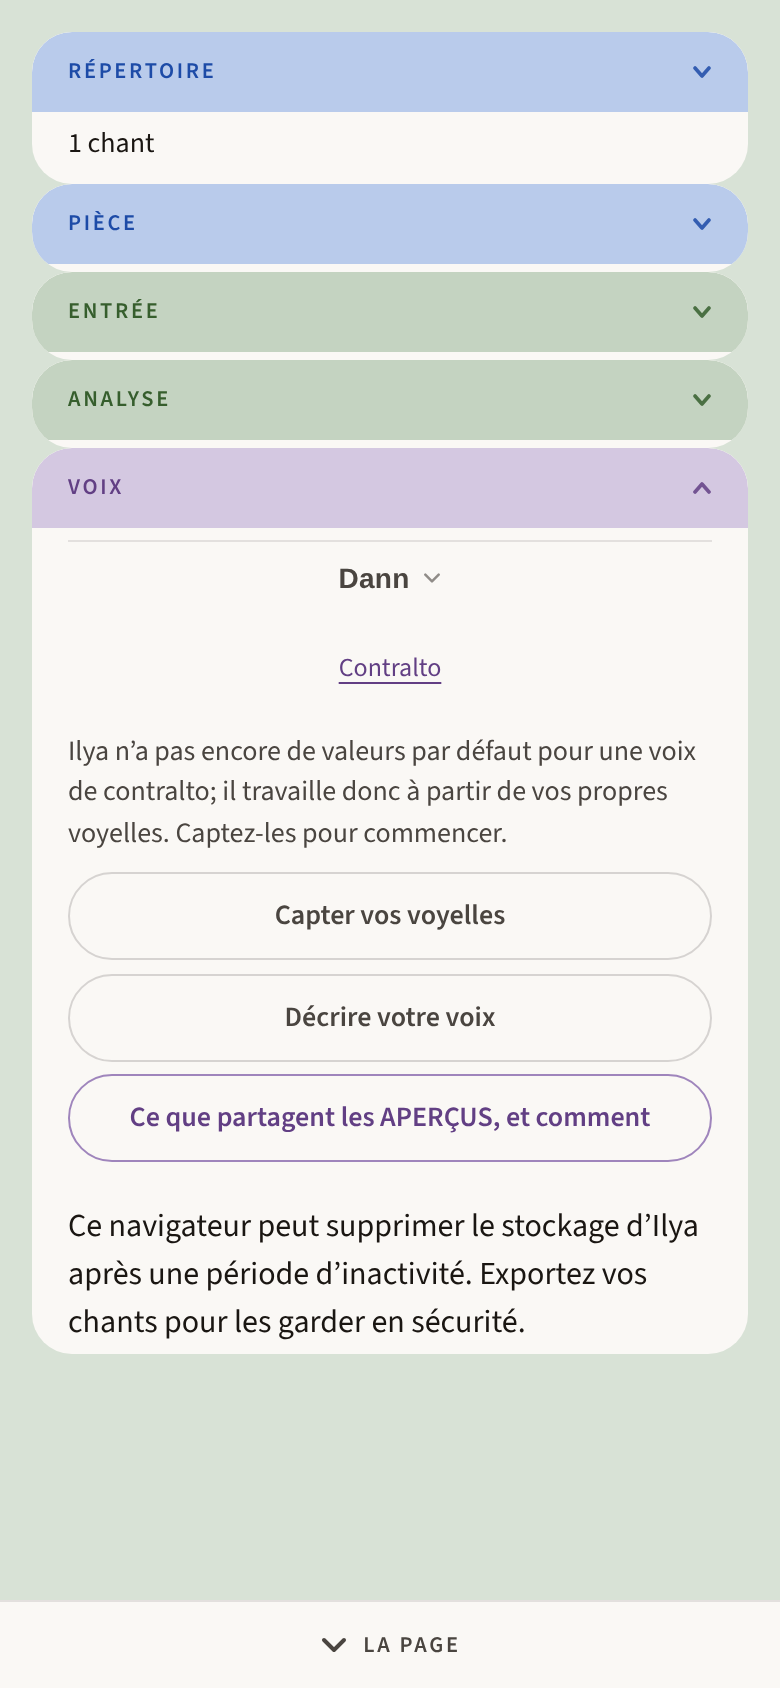 RÉPERTOIRE
1 chant
PIÈCE
ENTRÉE
ANALYSE
VOIX
Dann
Contralto
Ilya n’a pas encore de valeurs par défaut pour une voix
de contralto; il travaille donc à partir de vos propres
voyelles. Captez-les pour commencer.
Capter vos voyelles
Décrire votre voix
Ce que partagent les APERÇUS, et comment
Ce navigateur peut supprimer le stockage d’Ilya
après une période d’inactivité. Exportez vos
chants pour les garder en sécurité.
LA PAGE